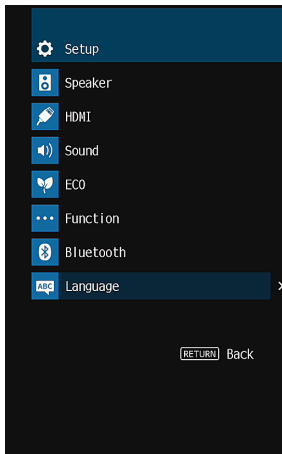 Setup
Speaker
HDMI
Sound
ECO
Function
Bluetooth
ABC Language
RETURN Back